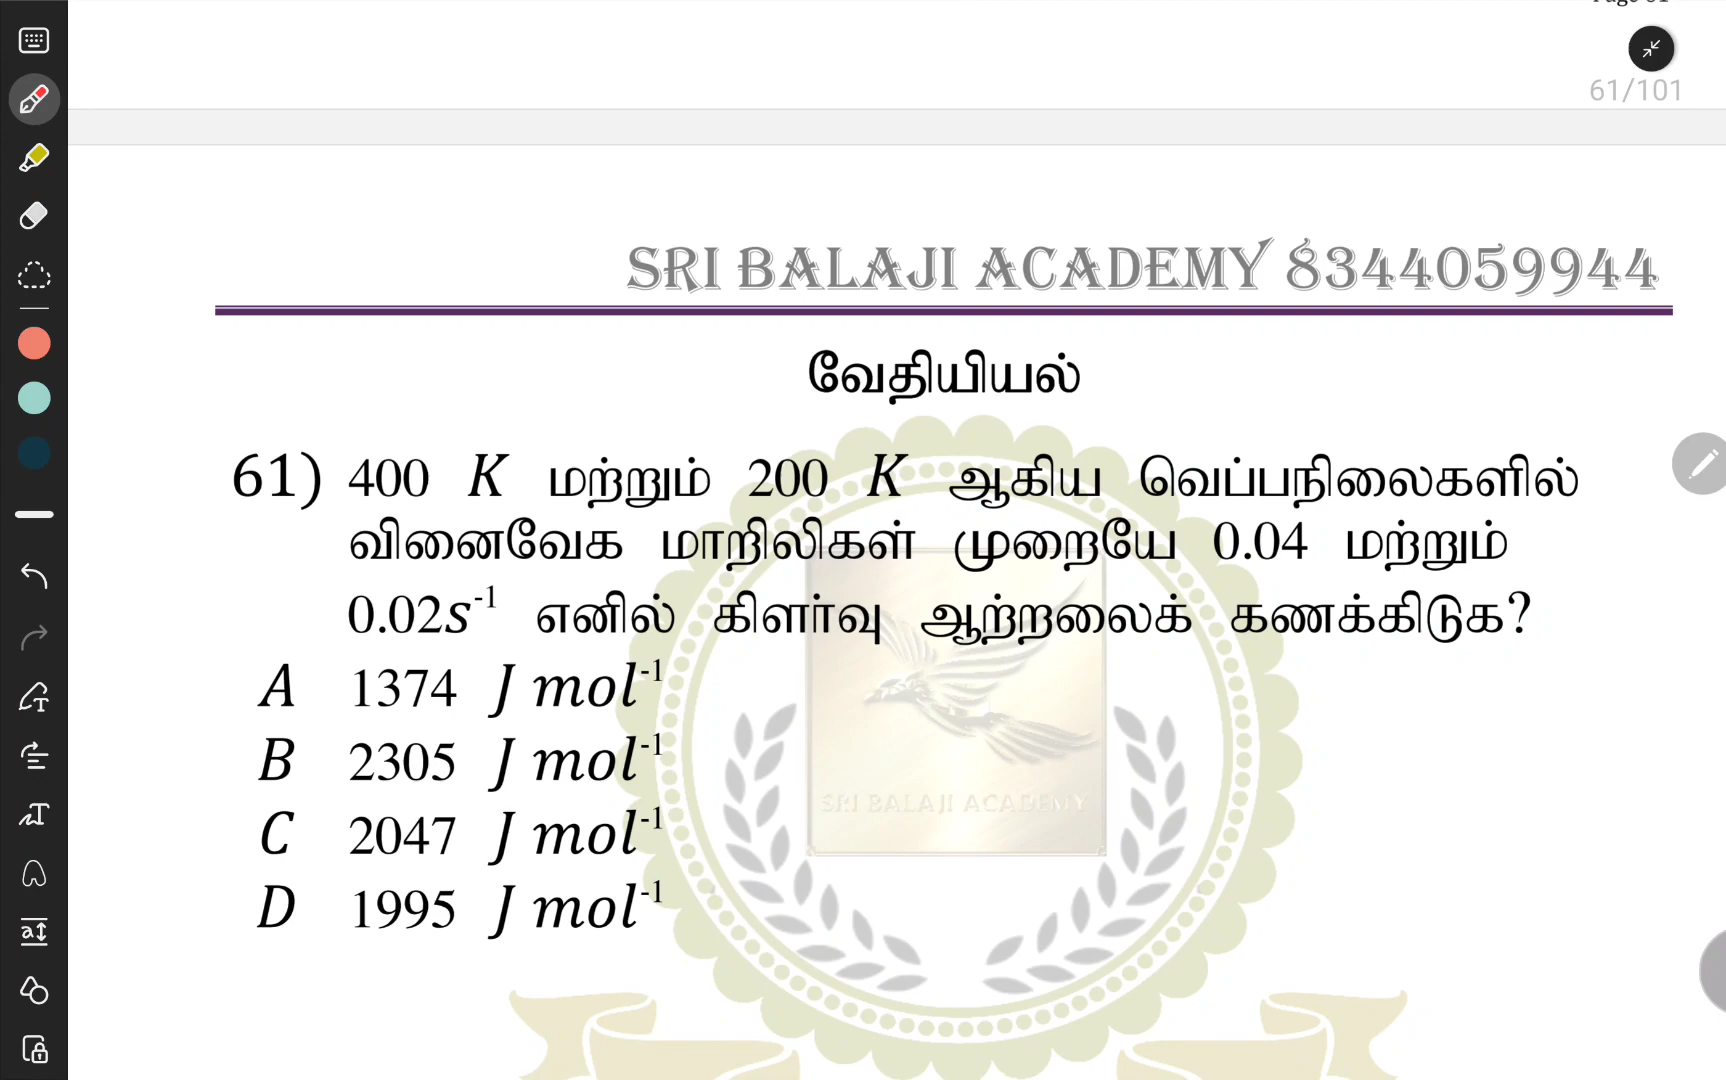 61/101
SRI BALAJI ACADEMY 8344059944
வேதியியல்
61) 400 K மற்றும் 200 K ஆகிய வெப்பநிலைகளில்
வினைவேக மாறிலிகள் முறையே 0.04 மற்றும்
0.02s⁻¹ எனில் கிளர்வு ஆற்றலைக் கணக்கிடுக?
A 1374 J mol⁻¹
B 2305 J mol⁻¹
C 2047 J mol⁻¹
D 1995 J mol⁻¹
SRI BALAJI ACADEMY